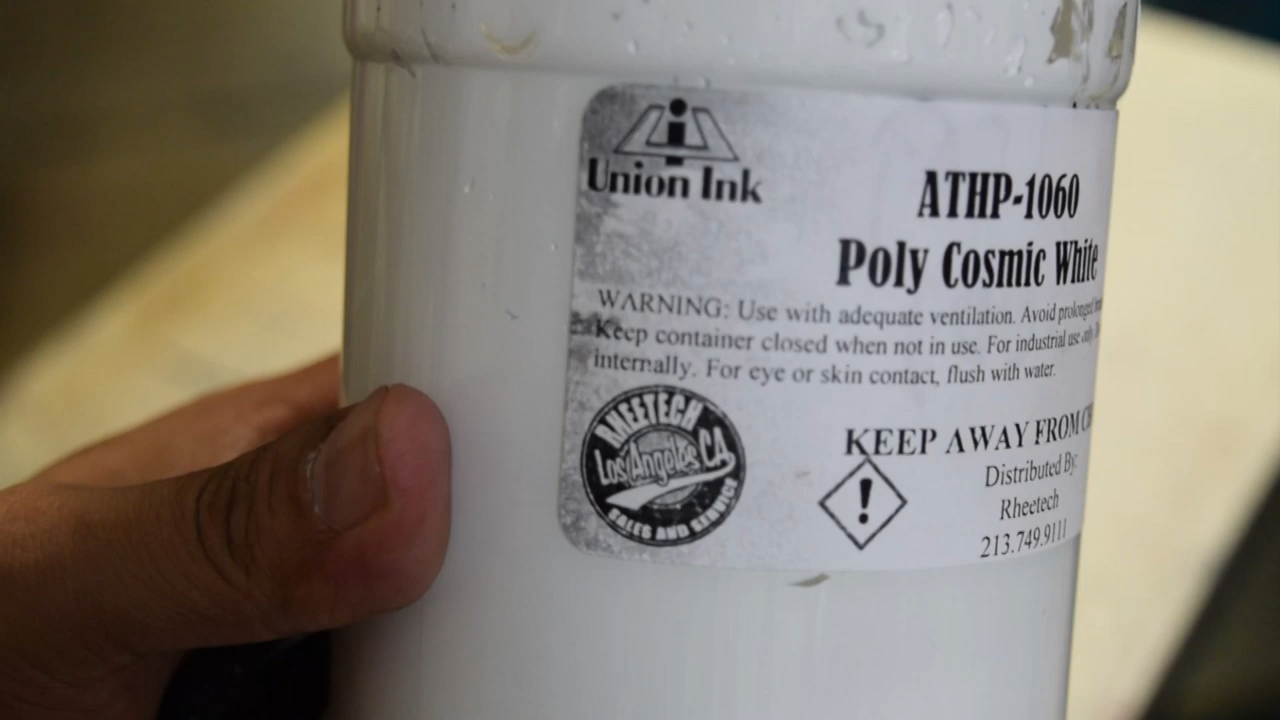 Union Ink
ATHP-1060
Poly Cosmic White
WARNING: Use with adequate ventilation. Avoid prolonged
Keep container closed when not in use. For industrial use only.
internally. For eye or skin contact, flush with water.
RHEETECH
Los Angeles CA
SALES AND SERVICE
KEEP AWAY FROM
!
Distributed By:
Rheetech
213.749.9111